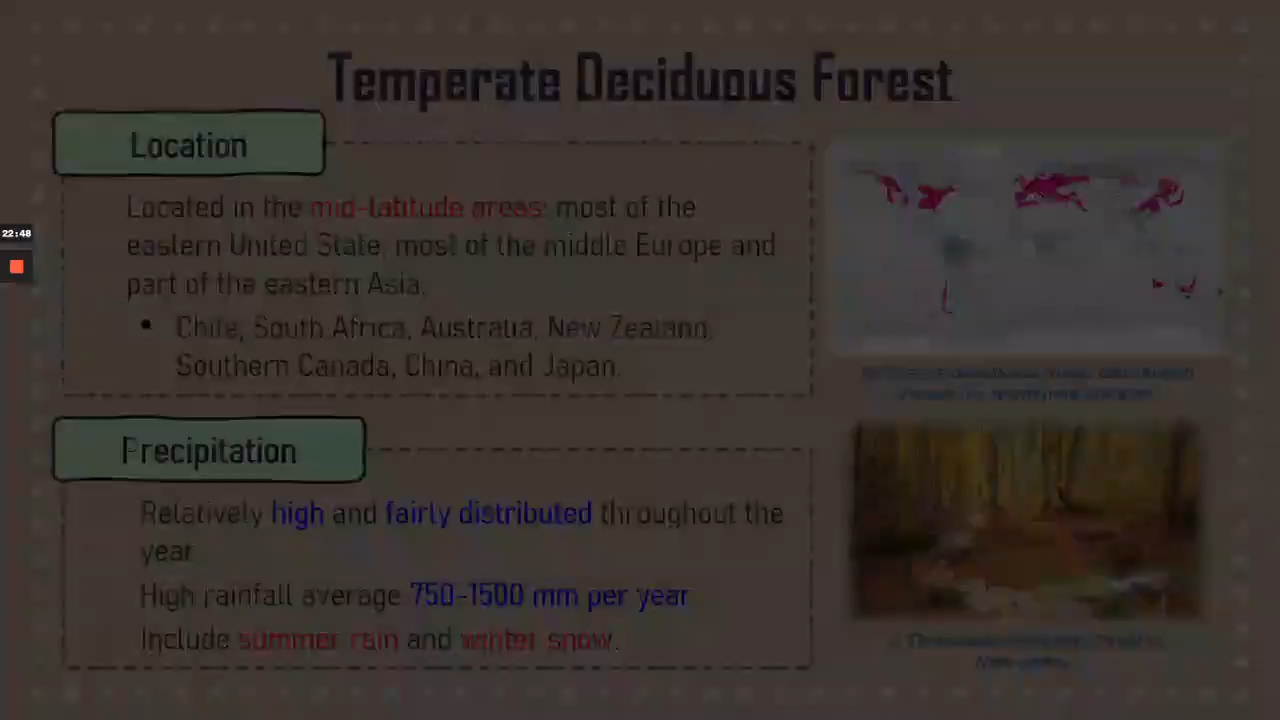 Temperate Deciduous Forest
Location
Located in the mid-latitude areas: most of the
eastern United State, most of the middle Europe and
part of the eastern Asia.
• Chile, South Africa, Australia, New Zealand,
Southern Canada, China, and Japan.
22:48
Precipitation
Relatively high and fairly distributed throughout the
year
High rainfall average 750-1500 mm per year
Include summer rain and winter snow.